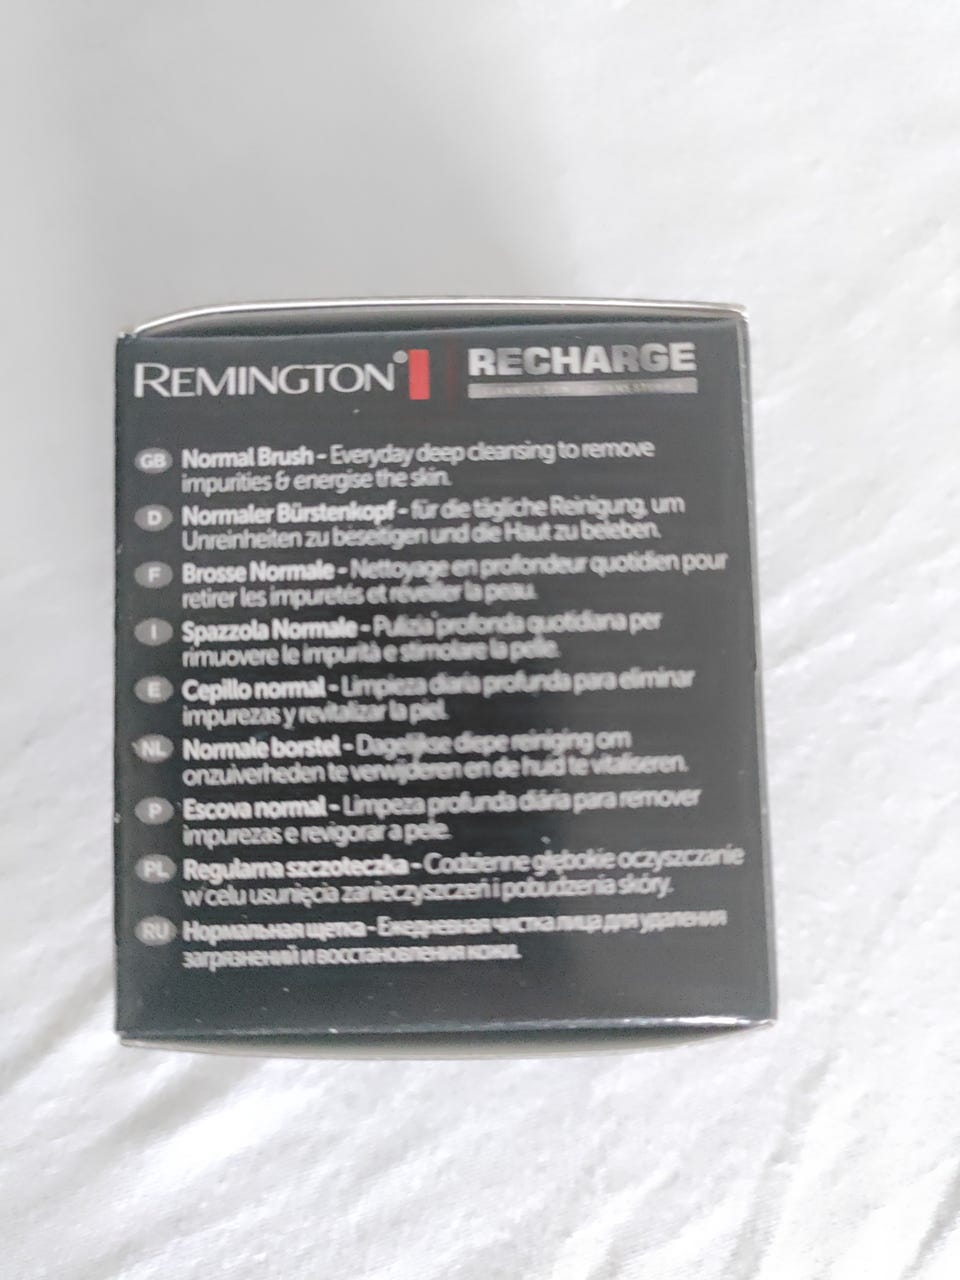 REMINGTON®
RECHARGE
GB Normal Brush - Everyday deep cleansing to remove
impurities & energise the skin.
D Normaler Bürstenkopf - für die tägliche Reinigung, um
Unreinheiten zu beseitigen und die Haut zu beleben.
F Brosse Normale - Nettoyage en profondeur quotidien pour
retirer les impuretés et réveiller la peau.
I Spazzola Normale - Pulizia profonda quotidiana per
rimuovere le impurità e stimolare la pelle.
E Cepillo normal - Limpieza diaria profunda para eliminar
impurezas y revitalizar la piel.
NL Normale borstel - Dagelijkse diepe reiniging om
onzuiverheden te verwijderen en de huid te vitaliseren.
P Escova normal - Limpeza profunda diária para remover
impurezas e revigorar a pele.
PL Regularna szczoteczka - Codzienne głębokie oczyszczanie
w celu usunięcia zanieczyszczeń i pobudzenia skóry.
RU Нормальная щетка - Ежедневная чистка лица для удаления
загрязнений и восстановления кожи.